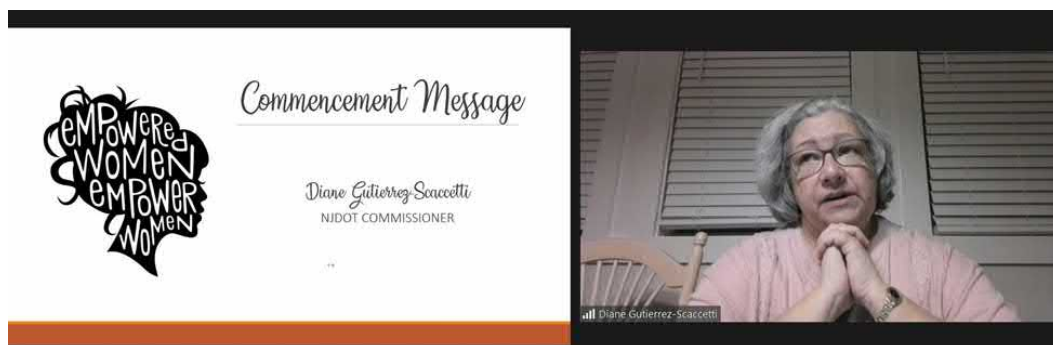 EMPOWERED
WOMEN
EMPOWER
WOMEN
Commencement Message
Diane Gutierrez-Scaccetti
NJDOT COMMISSIONER
Diane Gutierrez-Scaccetti